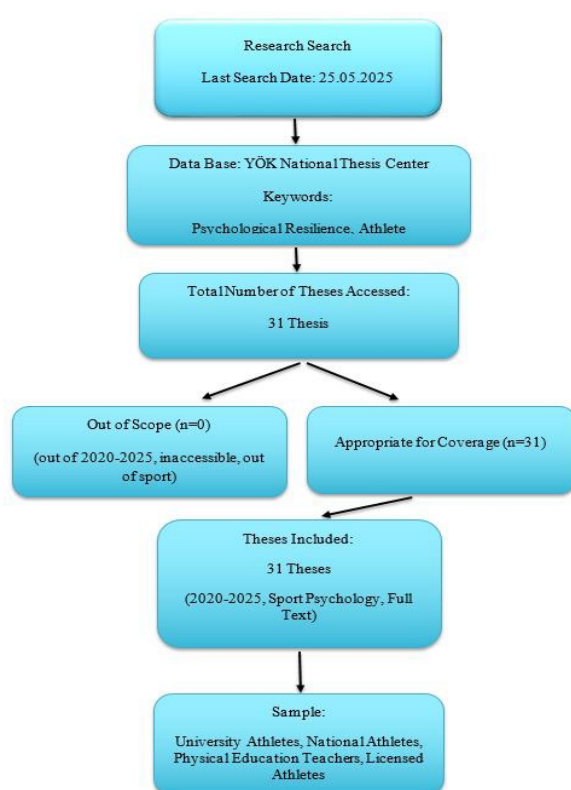 Research Search
Last Search Date: 25.05.2025
Data Base: YÖK National Thesis Center
Keywords:
Psychological Resilience, Athlete
Total Number of Theses Accessed:
31 Thesis
Out of Scope (n=0)
(out of 2020-2025, inaccessible, out
of sport)
Appropriate for Coverage (n=31)
Theses Included:
31 Theses
(2020-2025, Sport Psychology, Full
Text)
Sample:
University Athletes, National Athletes,
Physical Education Teachers, Licensed
Athletes